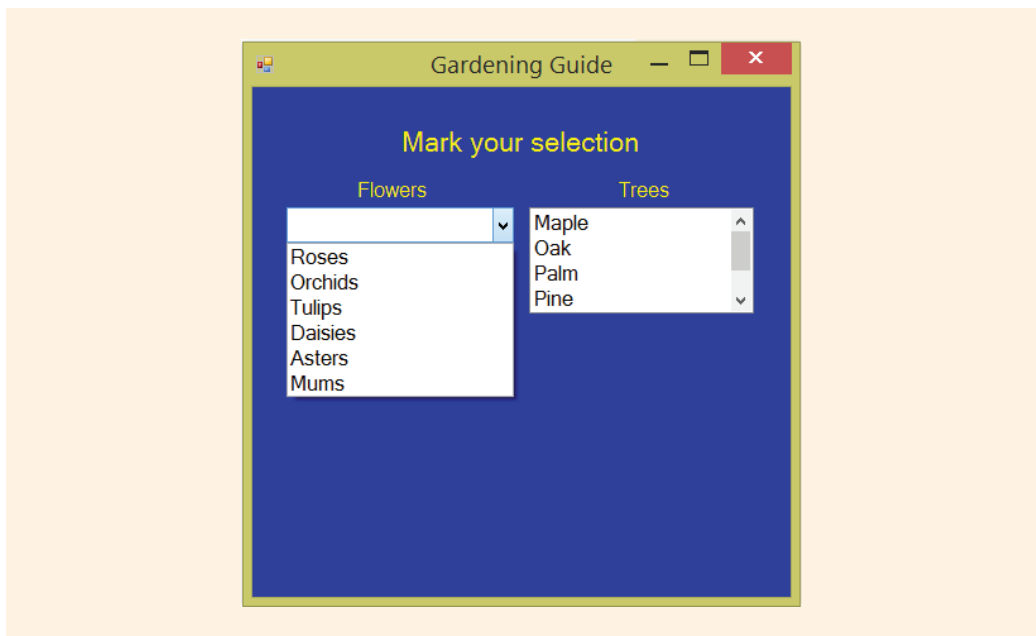 Gardening Guide
Mark your selection
Flowers
Trees
Roses
Orchids
Tulips
Daisies
Asters
Mums
Maple
Oak
Palm
Pine